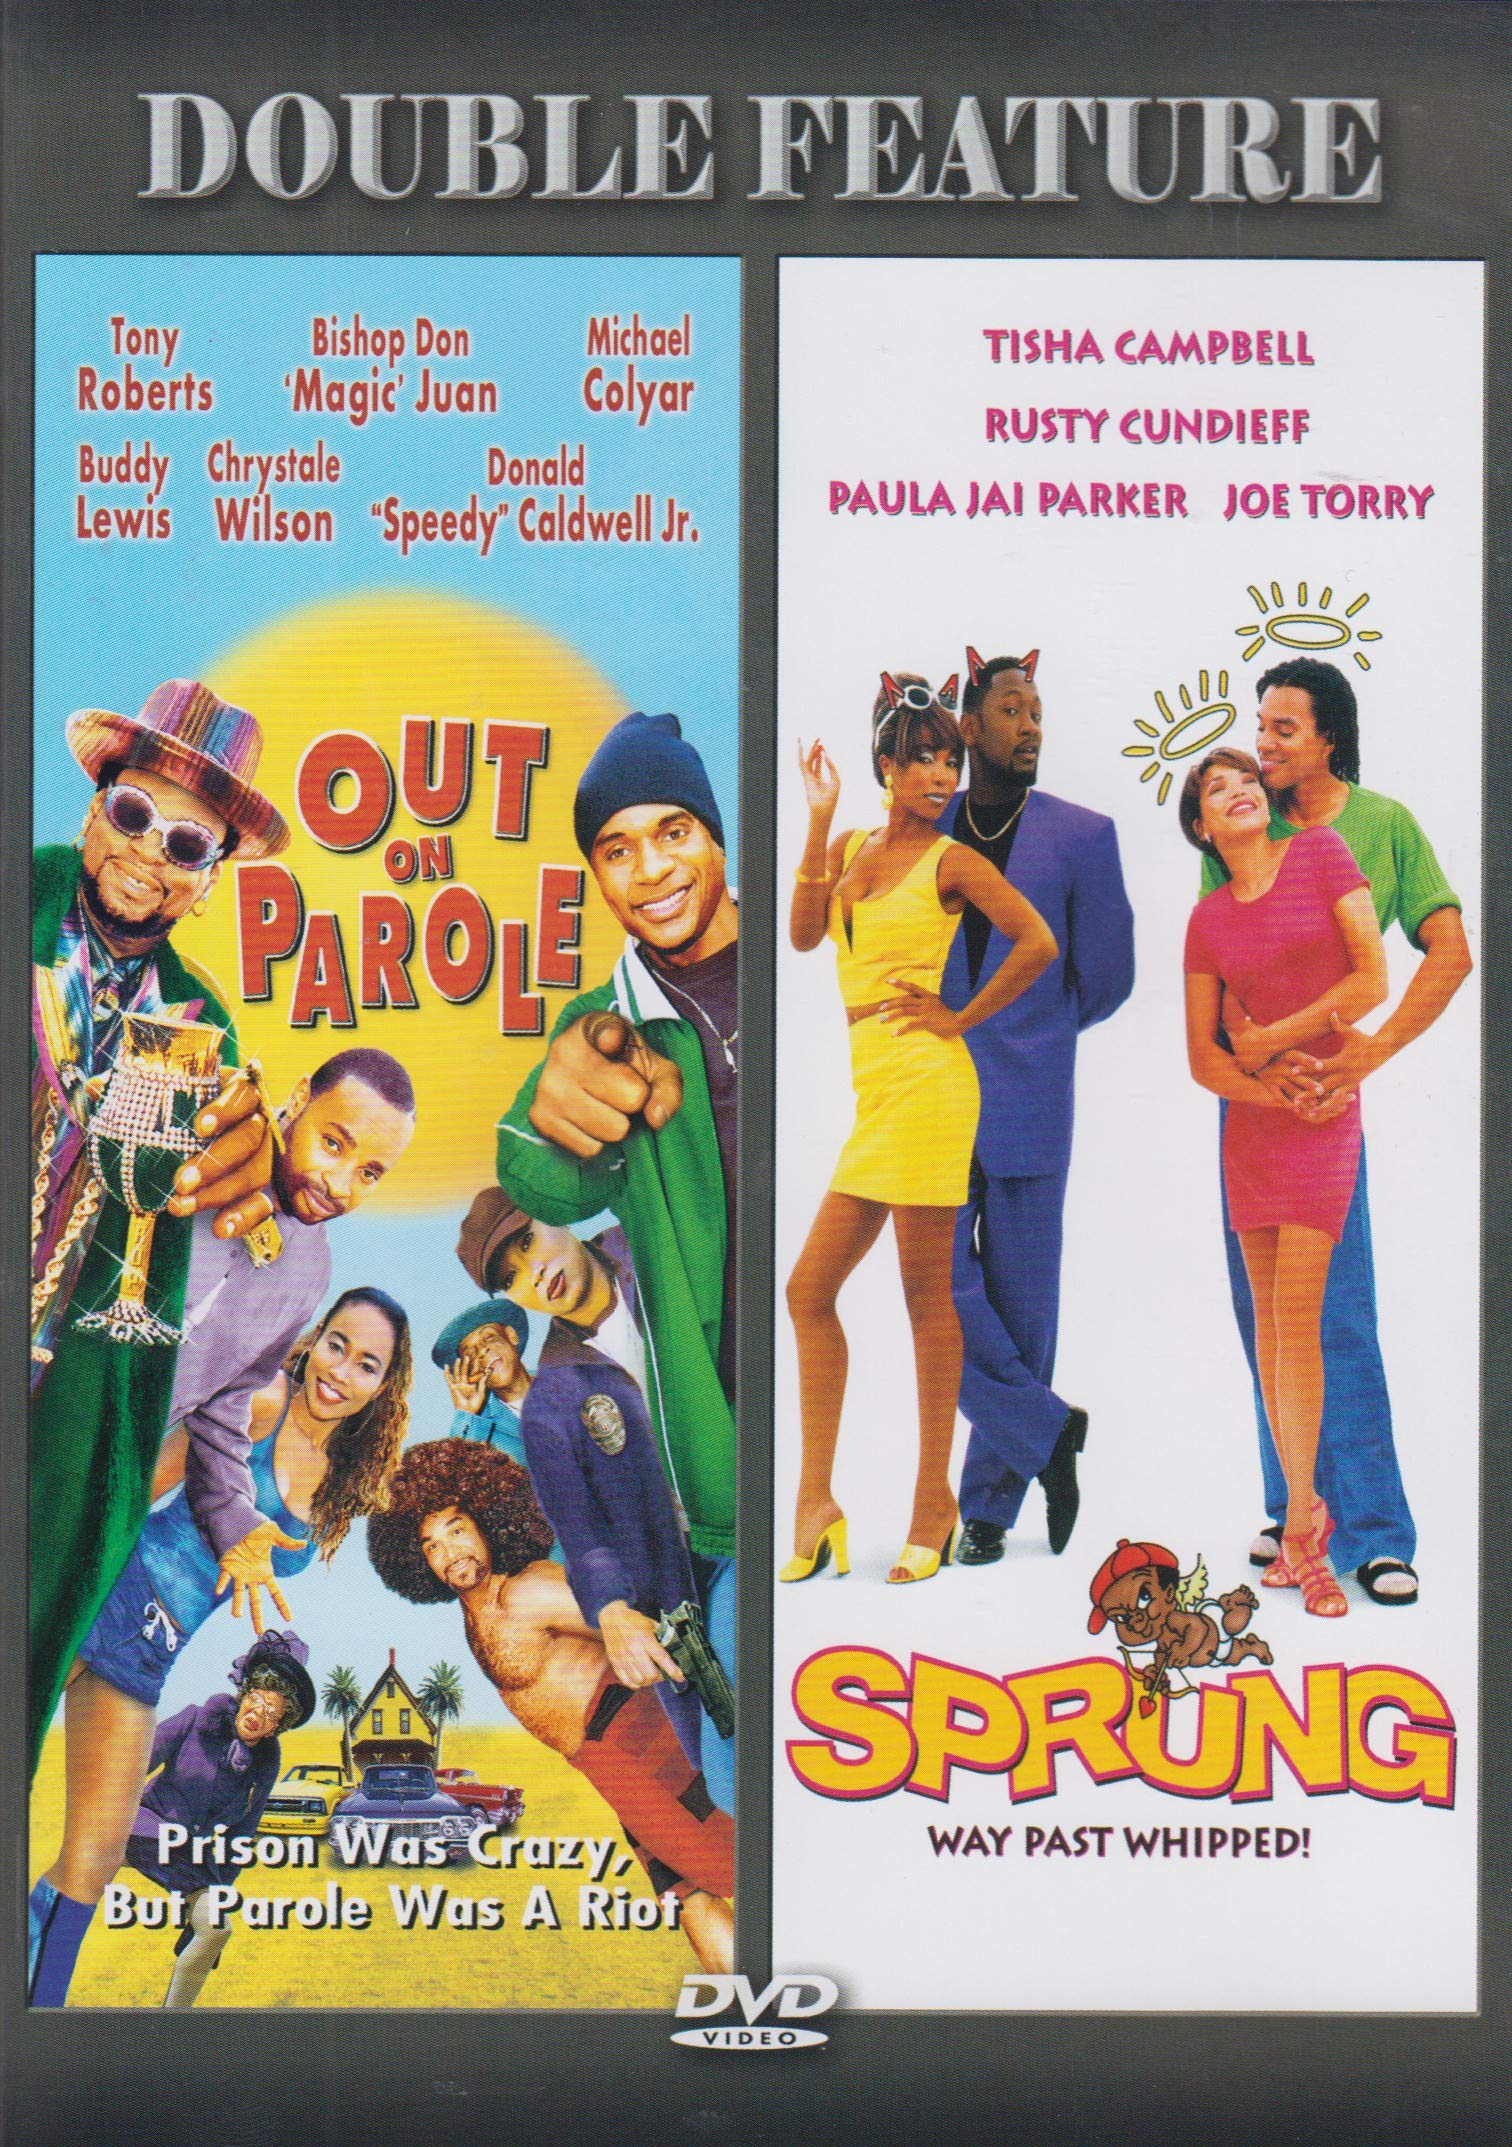 DOUBLE FEATURE
Tony Roberts
Bishop Don 'Magic' Juan
Michael Colyar
Buddy Lewis
Chrystale Wilson
Donald "Speedy" Caldwell Jr.
OUT
ON
PAROLE
Prison Was Crazy,
But Parole Was A Riot
TISHA CAMPBELL
RUSTY CUNDIEFF
PAULA JAI PARKER JOE TORRY
SPRUNG
WAY PAST WHIPPED!
DVD
VIDEO